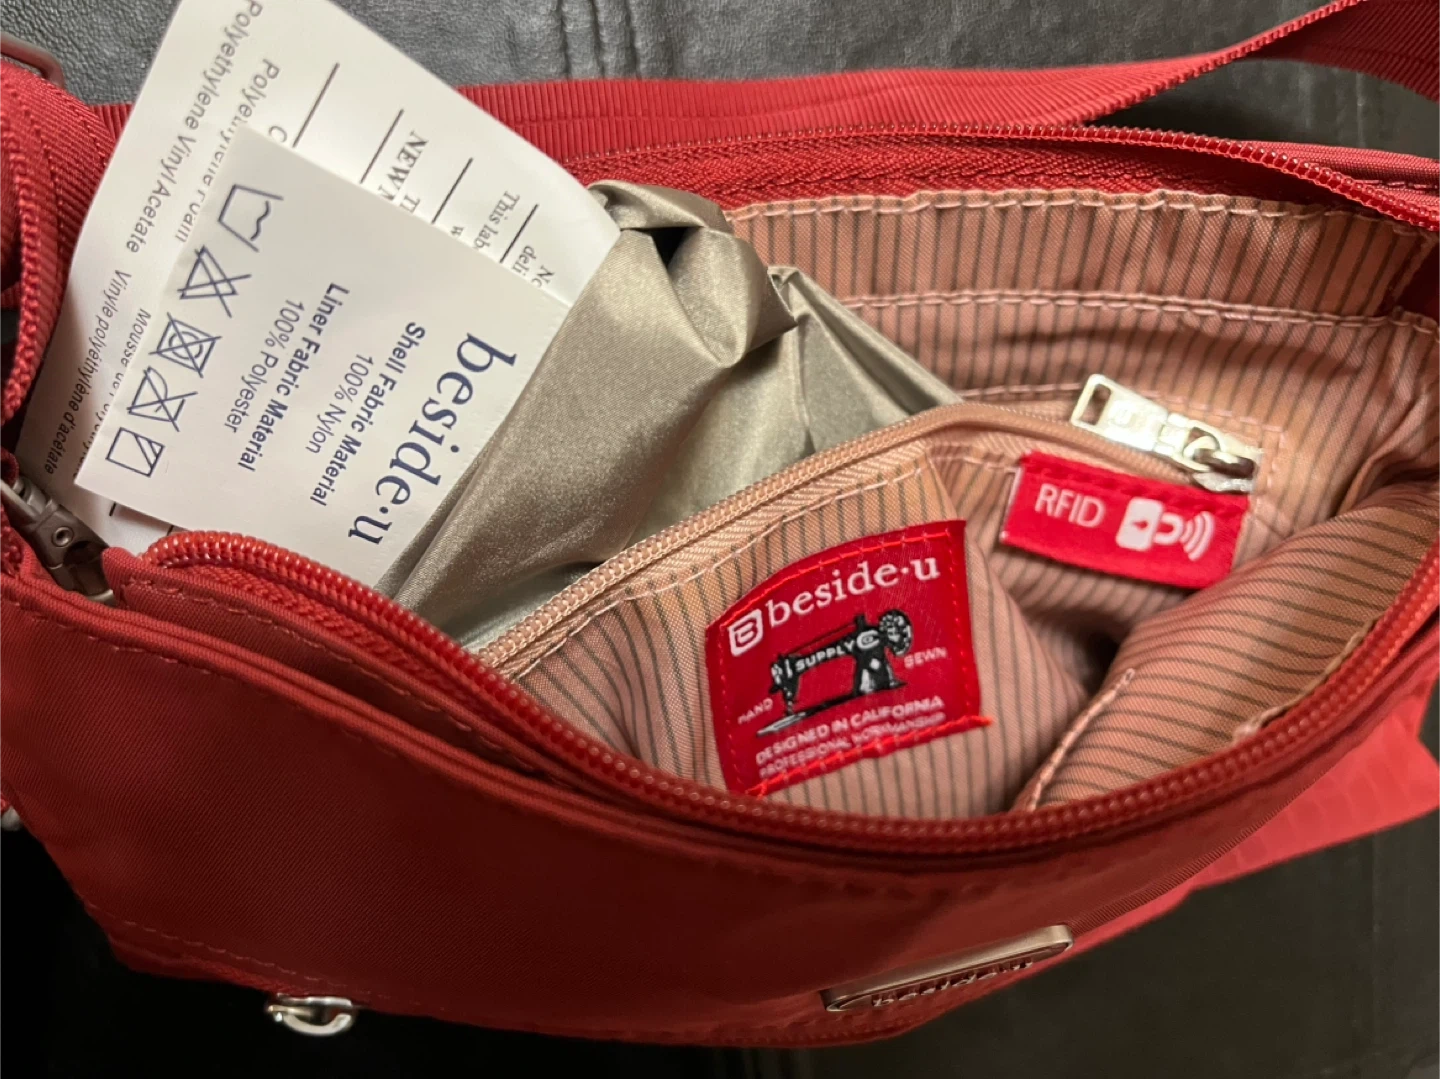 Polyethylene Vinyl Acetate
Vinyle polyéthylène d'acétate
NEW
This
beside·u
Shell Fabric Material
100% Nylon
Liner Fabric Material
100% Polyester
RFID
B beside·u
SUPPLY
HAND
SEWN
DESIGNED IN CALIFORNIA
PROFESSIONAL WORKMANSHIP
beside·u